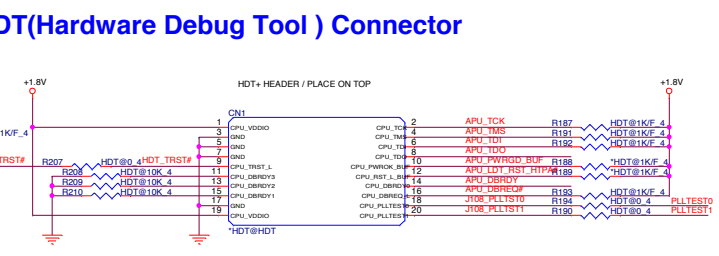 DT(Hardware Debug Tool ) Connector
+1.8V
HDT+ HEADER / PLACE ON TOP
+1.8V
CN1
1 CPU_VDDIO CPU_TCK 2 APU_TCK R187 HDT@1K/F_4
1K/F_4
3 GND CPU_TMS 4 APU_TMS R191 HDT@1K/F_4
5 GND CPU_TDI 6 APU_TDI R192 HDT@1K/F_4
7 GND CPU_TDO 8 APU_TDO
TRST# R207 HDT@0_4 HDT_TRST# 9 CPU_TRST_L CPU_PWROK_BUF 10 APU_PWRGD_BUF R188 *HDT@1K/F_4
R208 HDT@10K_4 11 CPU_DBRDY3 CPU_RST_L_BUF 12 APU_LDT_RST_HTPA# R189 *HDT@1K/F_4
R209 HDT@10K_4 13 CPU_DBRDY2 CPU_DBRDY0 14 APU_DBRDY
R210 HDT@10K_4 15 CPU_DBRDY1 CPU_DBREQ_L 16 APU_DBREQ# R193 HDT@1K/F_4
17 GND CPU_PLLTEST0 18 J108_PLLTST0 R194 HDT@0_4 PLLTEST0
19 CPU_VDDIO CPU_PLLTEST1 20 J108_PLLTST1 R190 HDT@0_4 PLLTEST1
*HDT@HDT